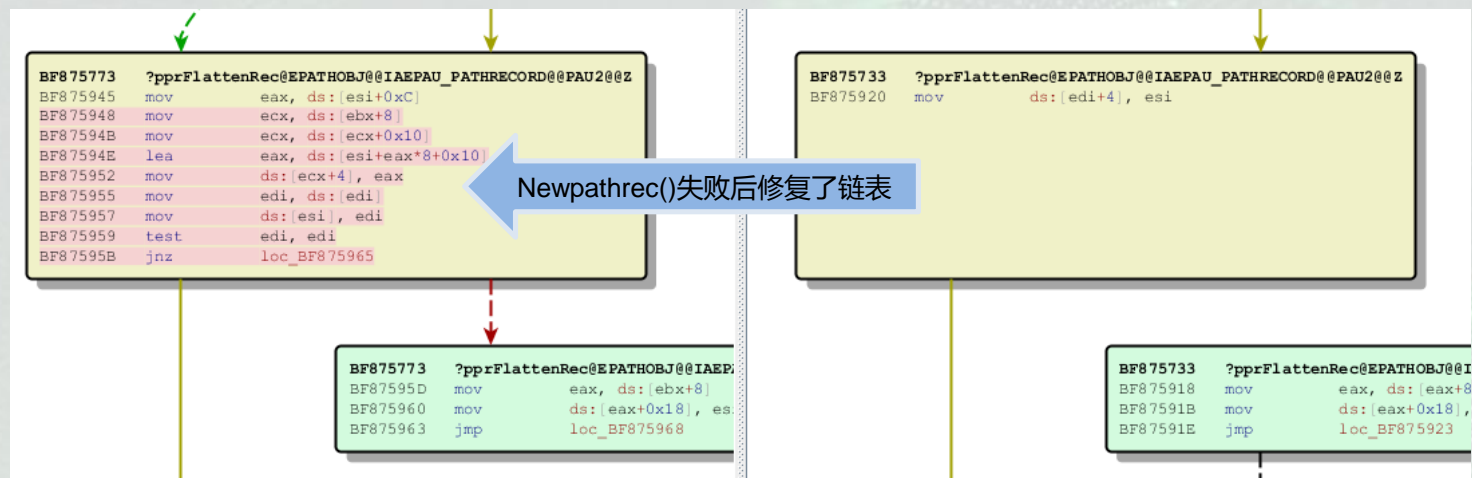 BF875773 ?pprFlattenRec@EPATHOBJ@@IAEPAU_PATHRECORD@@PAU2@@Z
BF875945 mov eax, ds:[esi+0xC]
BF875948 mov ecx, ds:[ebx+8]
BF87594B mov ecx, ds:[ecx+0x10]
BF87594E lea eax, ds:[esi+eax*8+0x10]
BF875952 mov ds:[ecx+4], eax
BF875955 mov edi, ds:[edi]
BF875957 mov ds:[esi], edi
BF875959 test edi, edi
BF87595B jnz loc_BF875965
Newpathrec()失败后修复了链表
BF875733 ?pprFlattenRec@EPATHOBJ@@IAEPAU_PATHRECORD@@PAU2@@Z
BF875920 mov ds:[edi+4], esi
BF875773 ?pprFlattenRec@EPATHOBJ@@IAEP
BF87595D mov eax, ds:[ebx+8]
BF875960 mov ds:[eax+0x18], es
BF875963 jmp loc_BF875968
BF875733 ?pprFlattenRec@EPATHOBJ@@I
BF875918 mov eax, ds:[eax+8
BF87591B mov ds:[eax+0x18],
BF87591E jmp loc_BF875923